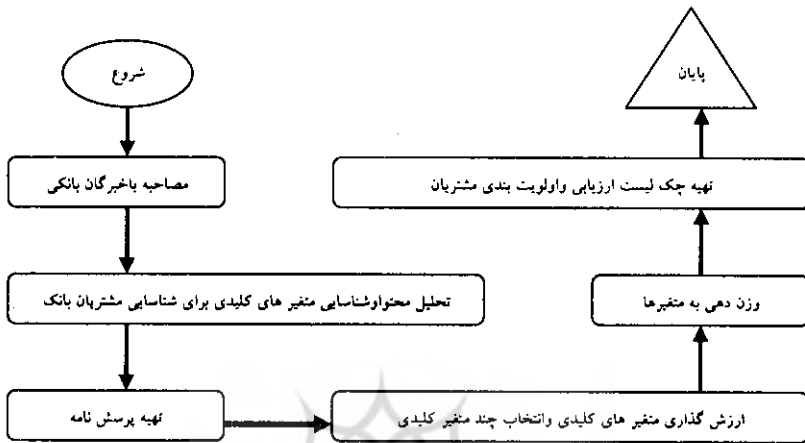 شروع
مصاحبه باخبرگان بانکی
تحلیل محتواوشناسایی متغیر های کلیدی برای شناسایی مشتریان بانک
تهیه پرسش نامه
ارزش گذاری متغیر های کلیدی وانتخاب چند متغیر کلیدی
وزن دهی به متغیرها
تهیه چک لیست ارزیابی واولویت بندی مشتریان
پایان